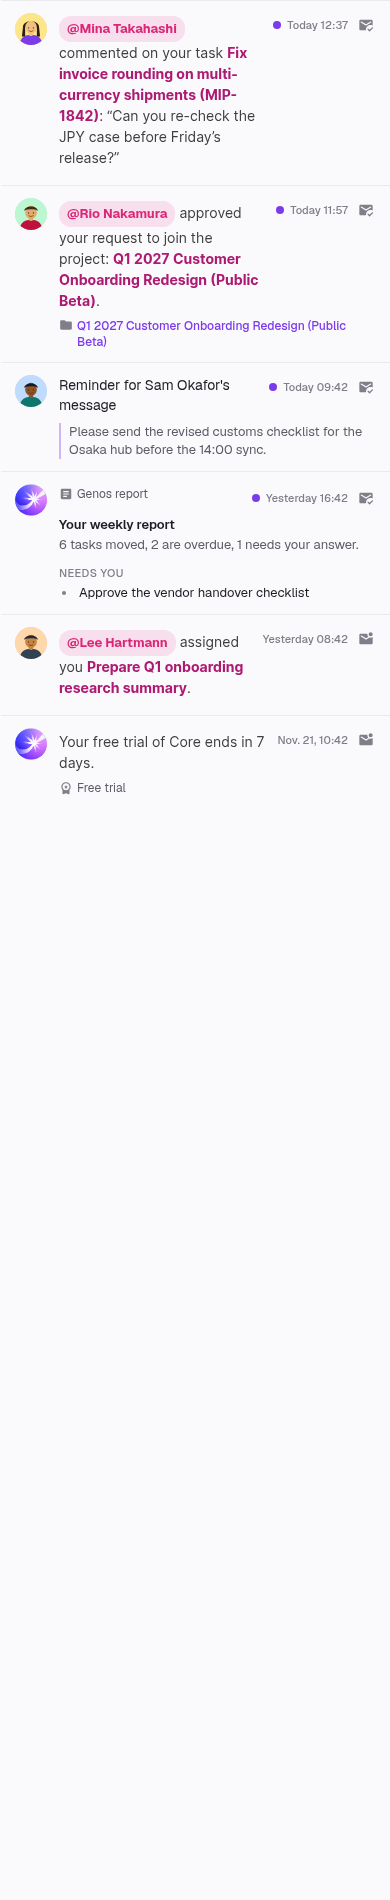 @Mina Takahashi
Today 12:37
commented on your task Fix
invoice rounding on multi-
currency shipments (MIP-
1842): “Can you re-check the
JPY case before Friday’s
release?”
@Rio Nakamura approved
Today 11:57
your request to join the
project: Q1 2027 Customer
Onboarding Redesign (Public
Beta).
Q1 2027 Customer Onboarding Redesign (Public
Beta)
Reminder for Sam Okafor's
Today 09:42
message
Please send the revised customs checklist for the
Osaka hub before the 14:00 sync.
Genos report
Yesterday 16:42
Your weekly report
6 tasks moved, 2 are overdue, 1 needs your answer.
NEEDS YOU
• Approve the vendor handover checklist
@Lee Hartmann assigned
Yesterday 08:42
you Prepare Q1 onboarding
research summary.
Your free trial of Core ends in 7
Nov. 21, 10:42
days.
Free trial